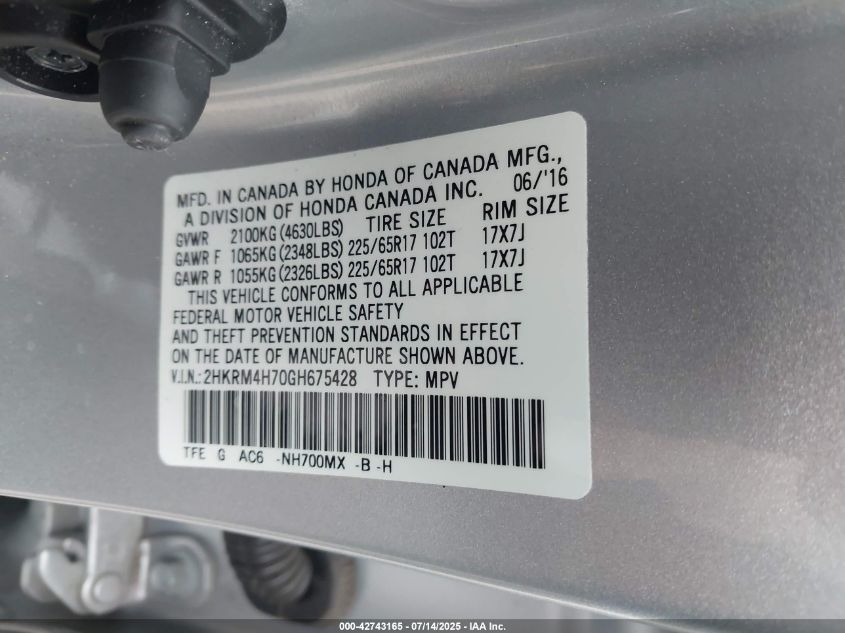 MFD. IN CANADA BY HONDA OF CANADA MFG.,
A DIVISION OF HONDA CANADA INC. 06/'16
GVWR 2100KG (4630LBS) TIRE SIZE RIM SIZE
GAWR F 1065KG (2348LBS) 225/65R17 102T 17X7J
GAWR R 1055KG (2326LBS) 225/65R17 102T 17X7J
THIS VEHICLE CONFORMS TO ALL APPLICABLE
FEDERAL MOTOR VEHICLE SAFETY
AND THEFT PREVENTION STANDARDS IN EFFECT
ON THE DATE OF MANUFACTURE SHOWN ABOVE.
V.I.N.: 2HKRM4H70GH675428 TYPE: MPV
TFE G AC6 -NH700MX -B -H
000-42743165 - 07/14/2025 - IAA Inc.